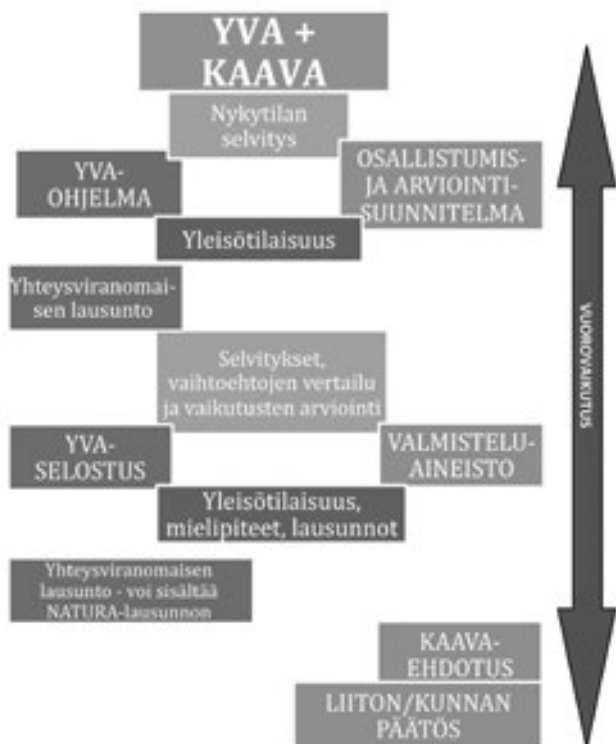 YVA +
KAAVA
Nykytilan
selvitys
YVA-
OHJELMA
OSALLISTUMIS-
JA ARVIOINTI-
SUUNNITELMA
Yleisötilaisuus
Yhteysviranomai-
sen lausunto
Selvitykset,
vaihtoehtojen vertailu
ja vaikutusten arviointi
YVA-
SELOSTUS
VALMISTELU-
AINEISTO
Yleisötilaisuus,
mielipiteet, lausunnot
Yhteysviranomaisen
lausunto - voi sisältää
NATURA-lausunnon
KAAVA-
EHDOTUS
LIITON/KUNNAN
PÄÄTÖS
VUOROVAIKUTUS